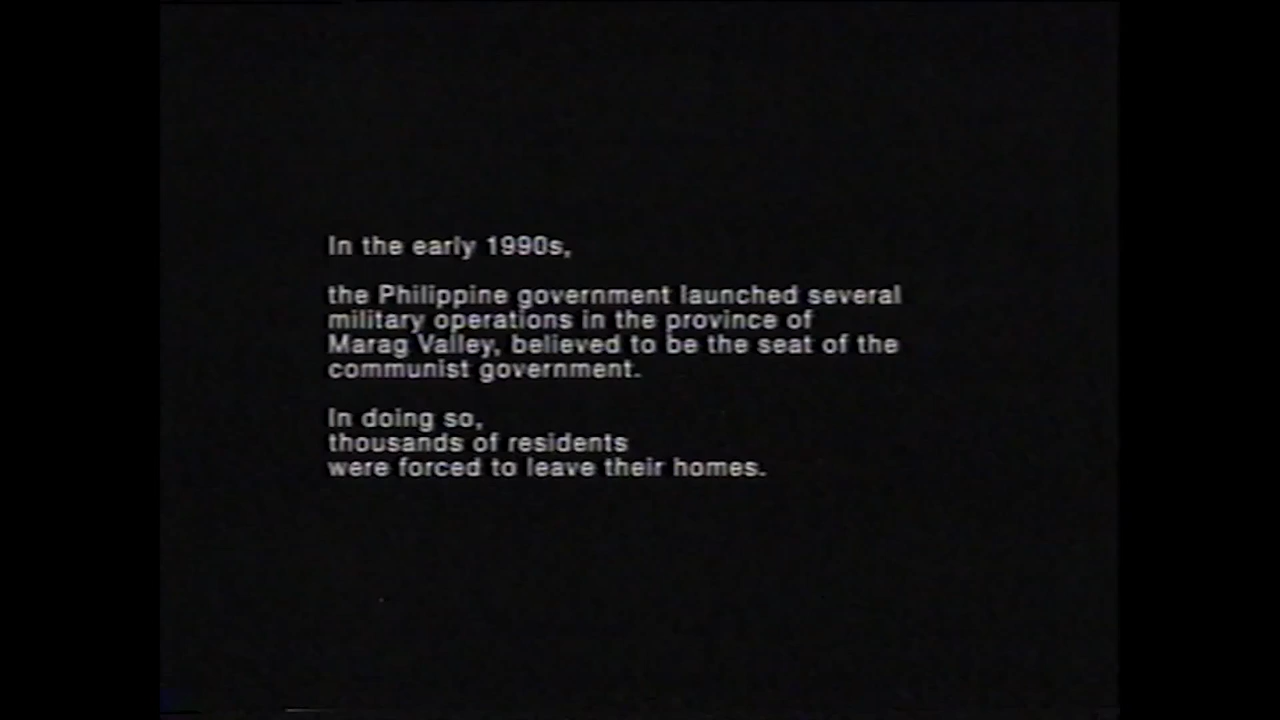 In the early 1990s,
the Philippine government launched several
military operations in the province of
Marag Valley, believed to be the seat of the
communist government.
In doing so,
thousands of residents
were forced to leave their homes.